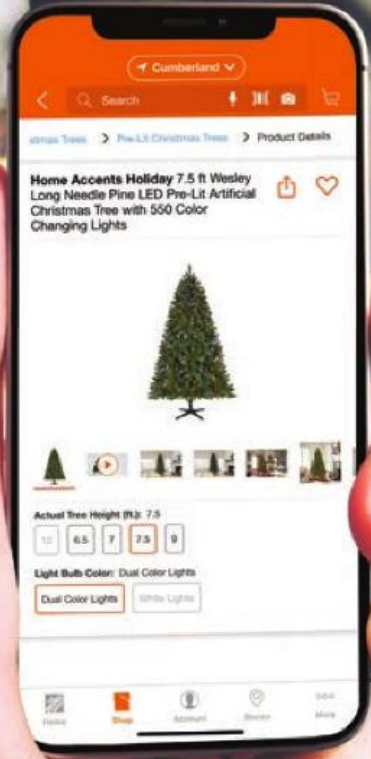 Cumberland
Search
Pre-Lit Christmas Trees > Product Details
Home Accents Holiday 7.5 ft Wesley
Long Needle Pine LED Pre-Lit Artificial
Christmas Tree with 550 Color
Changing Lights
Actual Tree Height (ft.): 7.5
6.5 7 7.5 9
Light Bulb Color: Dual Color Lights
Dual Color Lights White Lights
Home Shop Account Stores More